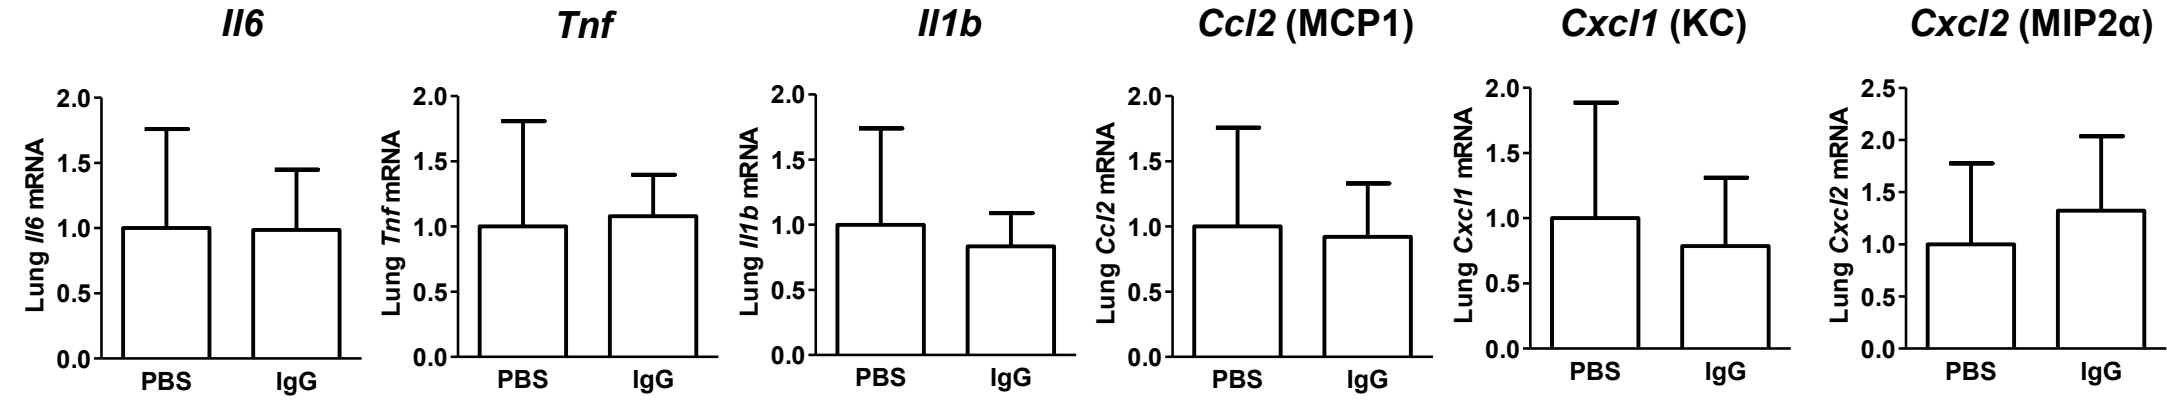 Il6
Lung Il6 mRNA
2.0
1.5
1.0
0.5
0.0
PBS IgG
Tnf
Lung Tnf mRNA
2.0
1.5
1.0
0.5
0.0
PBS IgG
Il1b
Lung Il1b mRNA
2.0
1.5
1.0
0.5
0.0
PBS IgG
Ccl2 (MCP1)
Lung Ccl2 mRNA
2.0
1.5
1.0
0.5
0.0
PBS IgG
Cxcl1 (KC)
Lung Cxcl1 mRNA
2.0
1.5
1.0
0.5
0.0
PBS IgG
Cxcl2 (MIP2α)
Lung Cxcl2 mRNA
2.5
2.0
1.5
1.0
0.5
0.0
PBS IgG